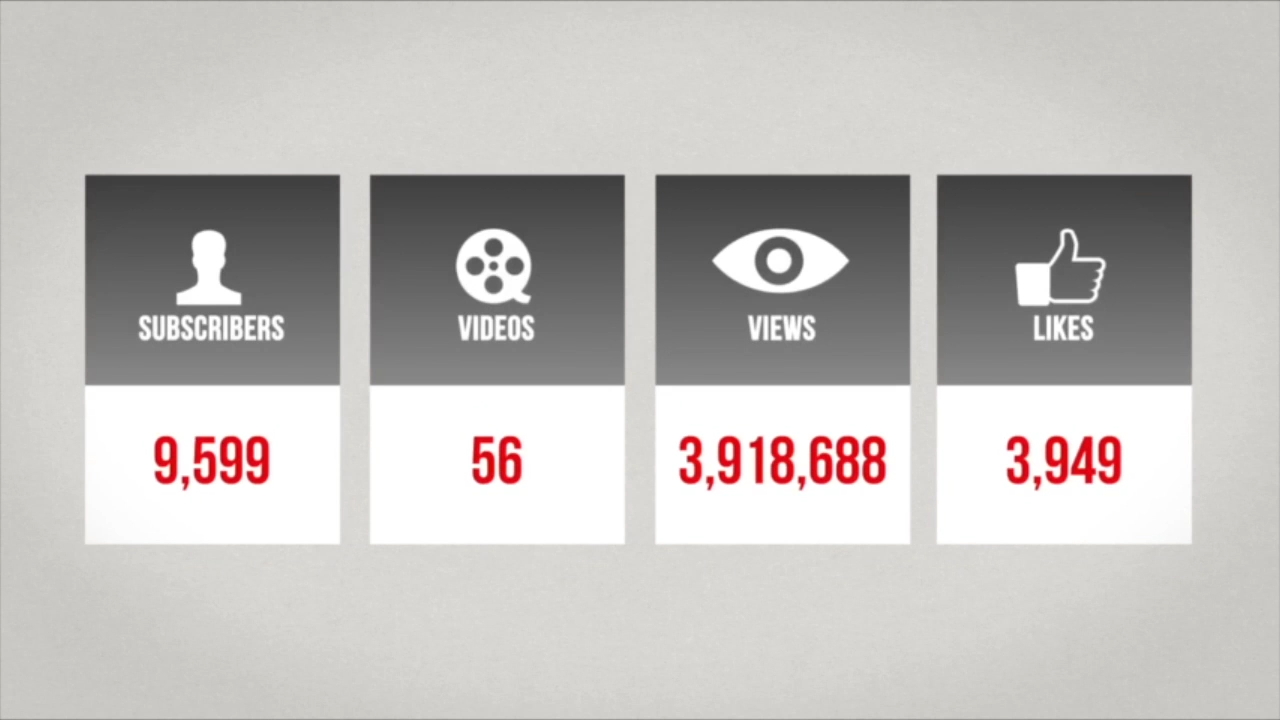 SUBSCRIBERS
9,599
VIDEOS
56
VIEWS
3,918,688
LIKES
3,949